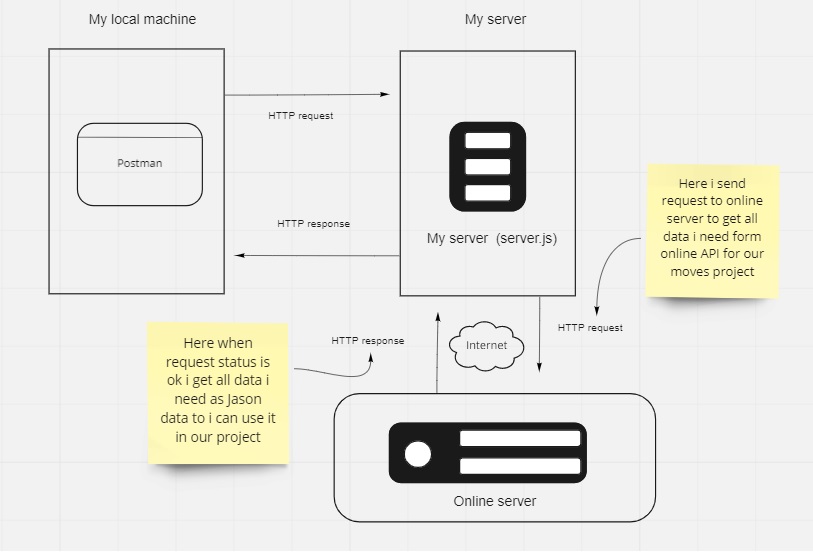 My local machine
My server
HTTP request
Postman
HTTP response
My server (server.js)
Here i send
request to online
server to get all
data i need form
online API for our
moves project
HTTP request
Internet
HTTP response
Here when
request status is
ok i get all data i
need as Jason
data to i can use it
in our project
Online server